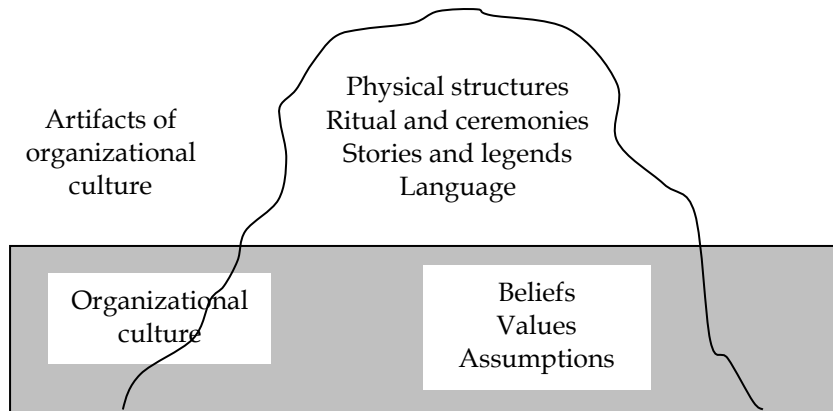 Artifacts of
organizational
culture
Physical structures
Ritual and ceremonies
Stories and legends
Language
Organizational
culture
Beliefs
Values
Assumptions